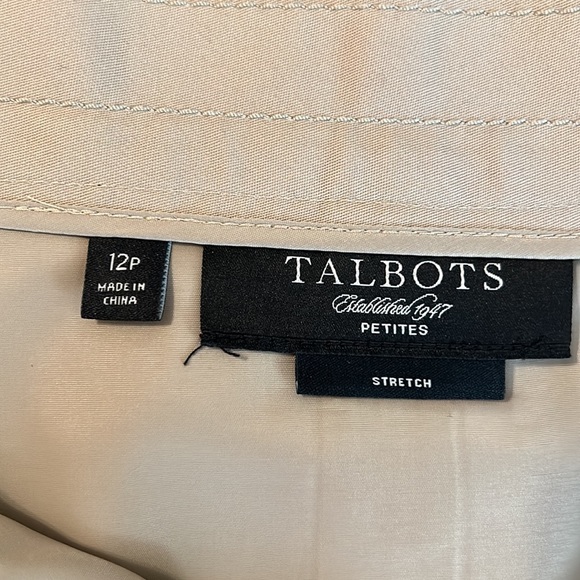 12P
MADE IN
CHINA
TALBOTS
Established 1947
PETITES
STRETCH